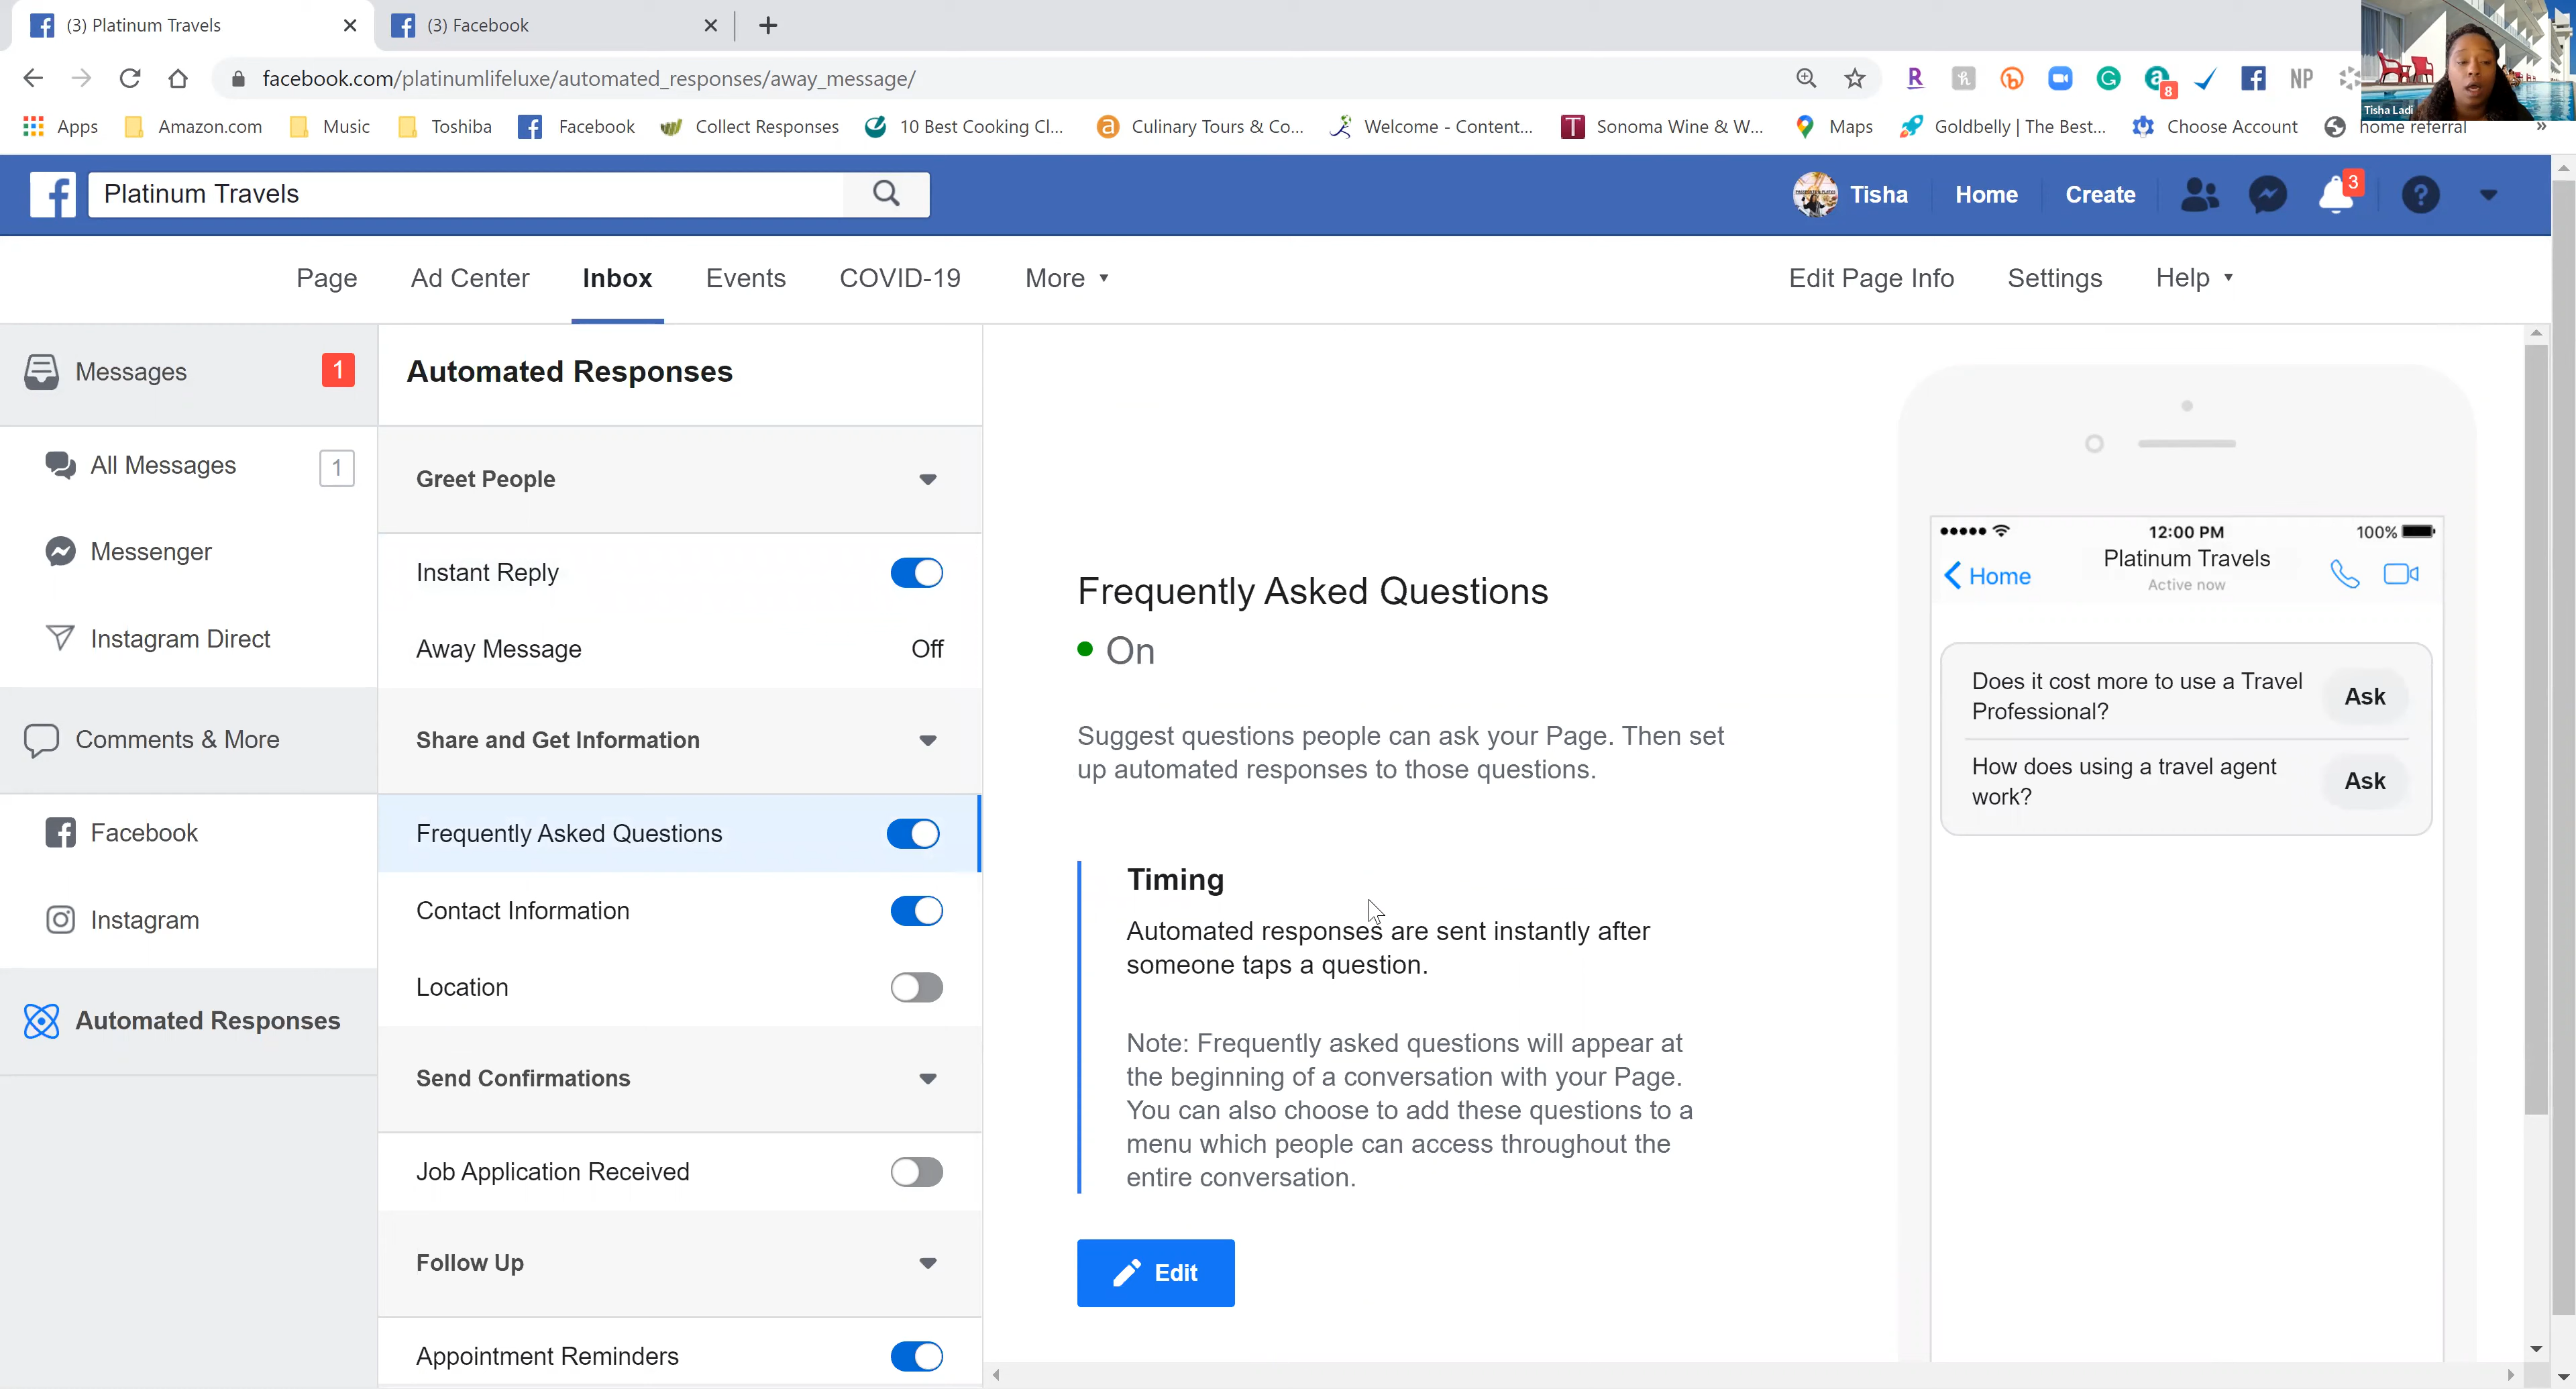 (3) Platinum Travels
(3) Facebook
facebook.com/platinumlifeluxe/automated_responses/away_message/
R
8
NP
Tisha Ladi
Apps
Amazon.com
Music
Toshiba
Facebook
Collect Responses
10 Best Cooking Cl...
Culinary Tours & Co...
Welcome - Content...
T
Sonoma Wine & W...
Maps
Goldbelly | The Best...
Choose Account
home referral
»
Platinum Travels
Tisha
Home
Create
3
Page
Ad Center
Inbox
Events
COVID-19
More
Edit Page Info
Settings
Help
Messages
1
All Messages
1
Messenger
Instagram Direct
Comments & More
Facebook
Instagram
Automated Responses
Automated Responses
Greet People
Instant Reply
Away Message
Off
Share and Get Information
Frequently Asked Questions
Contact Information
Location
Send Confirmations
Job Application Received
Follow Up
Appointment Reminders
Frequently Asked Questions
On
Suggest questions people can ask your Page. Then set
up automated responses to those questions.
Timing
Automated responses are sent instantly after
someone taps a question.
Note: Frequently asked questions will appear at
the beginning of a conversation with your Page.
You can also choose to add these questions to a
menu which people can access throughout the
entire conversation.
Edit
12:00 PM
100%
Home
Platinum Travels
Active now
Does it cost more to use a Travel
Professional?
Ask
How does using a travel agent
work?
Ask